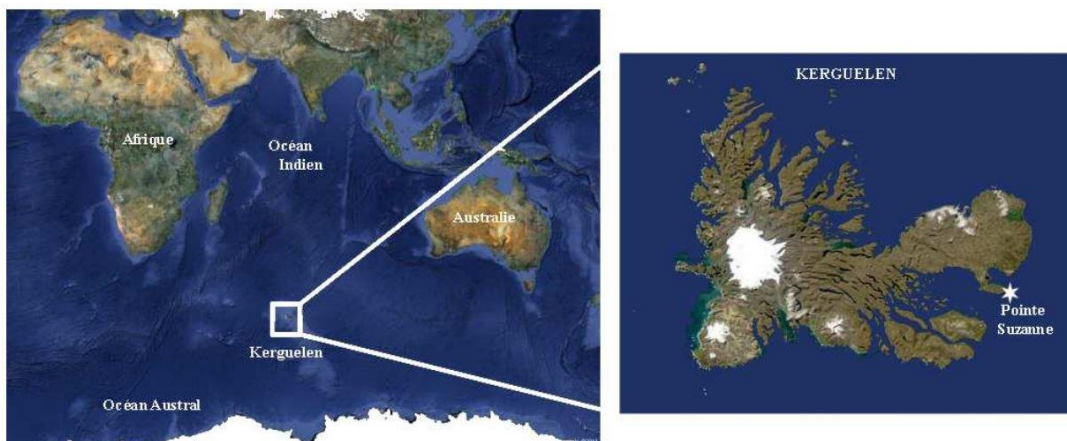 Afrique
Océan
Indien
Australie
Kerguelen
Océan Austral
KERGUELEN
Pointe
Suzanne